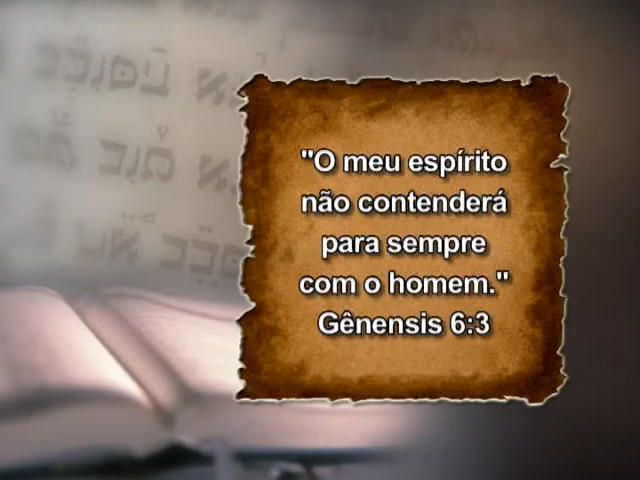 "O meu espírito
não contenderá
para sempre
com o homem."
Gênensis 6:3